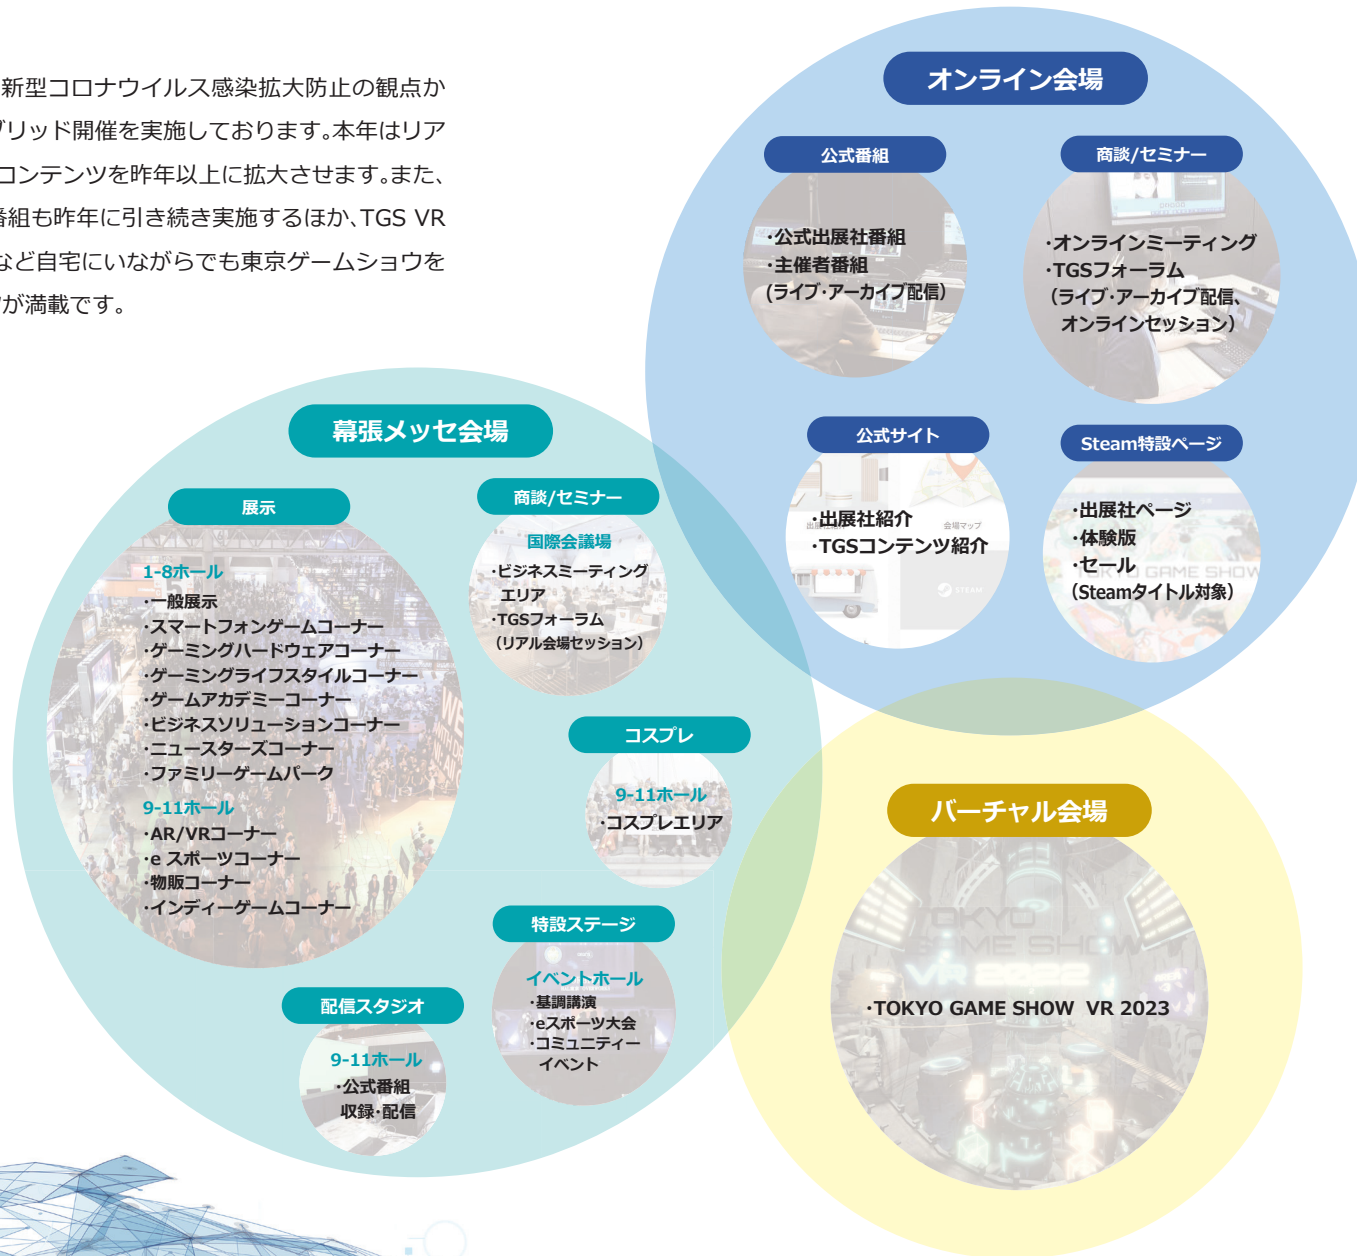 新型コロナウイルス感染拡大防止の観点か
ブリッド開催を実施しております。本年はリア
コンテンツを昨年以上に拡大させます。また、
番組も昨年に引き続き実施するほか、TGS VR
など自宅にいながらでも東京ゲームショウを
が満載です。
オンライン会場
公式番組
・公式出展社番組
・主催者番組
(ライブ・アーカイブ配信)
商談/セミナー
・オンラインミーティング
・TGSフォーラム
(ライブ・アーカイブ配信、
オンラインセッション)
公式サイト
・出展社紹介
会場マップ
・TGSコンテンツ紹介
STEAM
Steam特設ページ
・出展社ページ
・体験版
・セール
(Steamタイトル対象)
TOKYO GAME SHOW
幕張メッセ会場
展示
1-8ホール
・一般展示
・スマートフォンゲームコーナー
・ゲーミングハードウェアコーナー
・ゲーミングライフスタイルコーナー
・ゲームアカデミーコーナー
・ビジネスソリューションコーナー
・ニュースターズコーナー
・ファミリーゲームパーク
9-11ホール
・AR/VRコーナー
・e スポーツコーナー
・物販コーナー
・インディーゲームコーナー
商談/セミナー
国際会議場
・ビジネスミーティング
エリア
・TGSフォーラム
(リアル会場セッション)
コスプレ
9-11ホール
・コスプレエリア
特設ステージ
イベントホール
・基調講演
・eスポーツ大会
・コミュニティー
イベント
配信スタジオ
9-11ホール
・公式番組
収録・配信
バーチャル会場
TOKYO
GAME SHOW
VR2022
・TOKYO GAME SHOW VR 2023